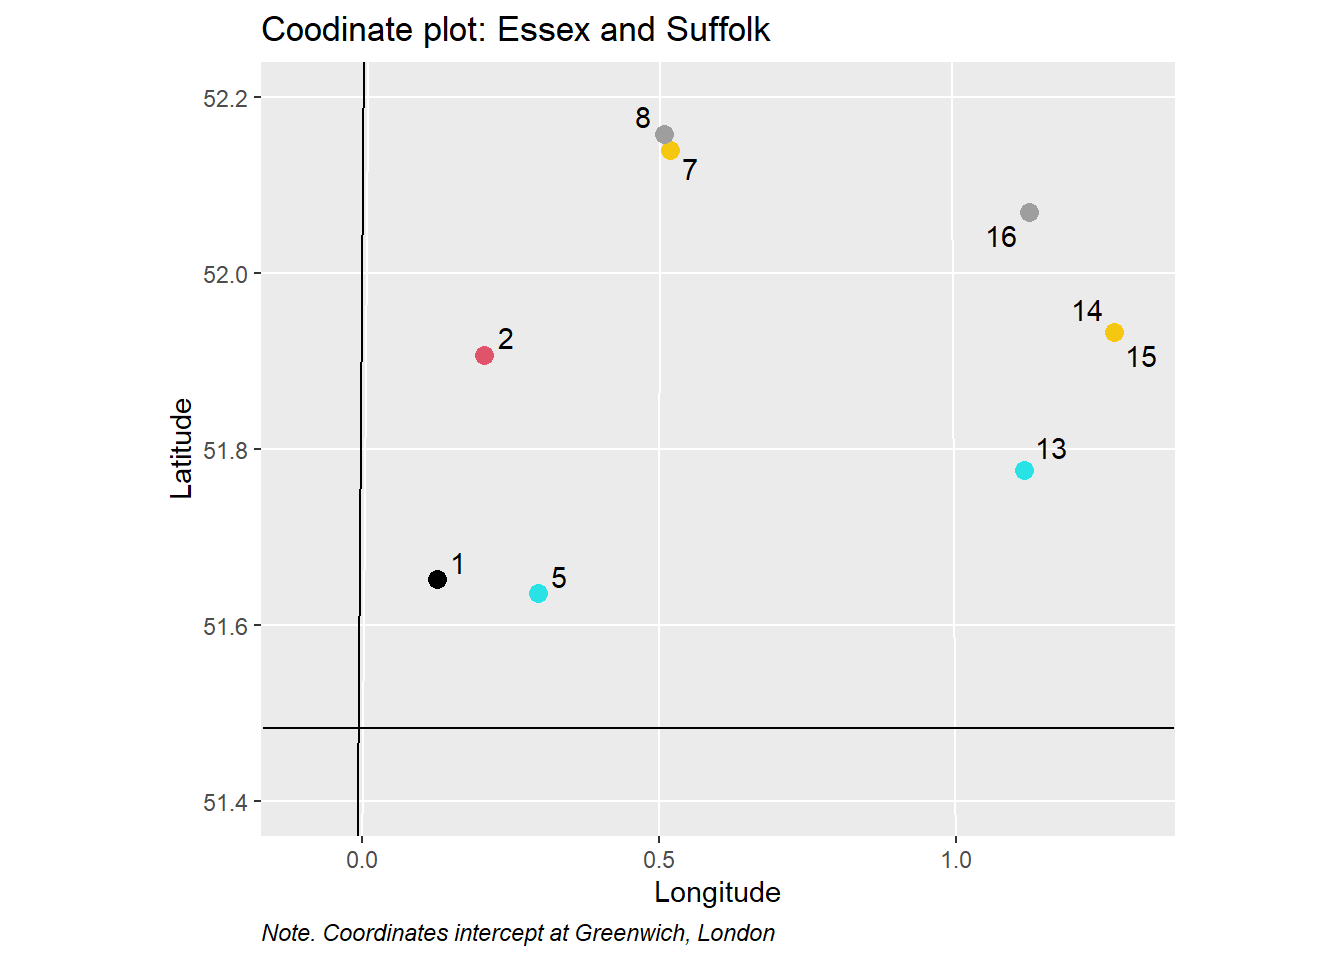 Coodinate plot: Essex and Suffolk
52.2
8
7
16
52.0
14
2
15
51.8
13
Latitude
51.6
1
5
51.4
0.0 0.5 1.0
Longitude
Note. Coordinates intercept at Greenwich, London